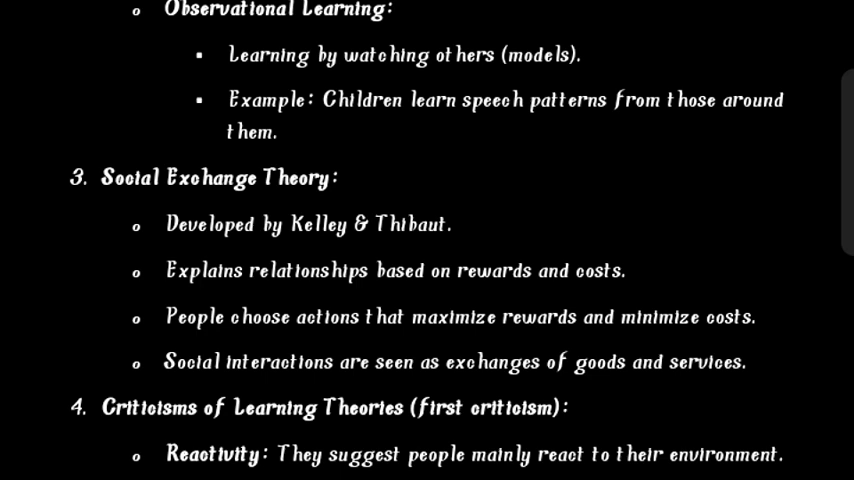 o Observational Learning:
▪ Learning by watching others (models).
▪ Example: Children learn speech patterns from those around
them.
3. Social Exchange Theory:
o Developed by Kelley & Thibaut.
o Explains relationships based on rewards and costs.
o People choose actions that maximize rewards and minimize costs.
o Social interactions are seen as exchanges of goods and services.
4. Criticisms of Learning Theories (first criticism):
o Reactivity: They suggest people mainly react to their environment.